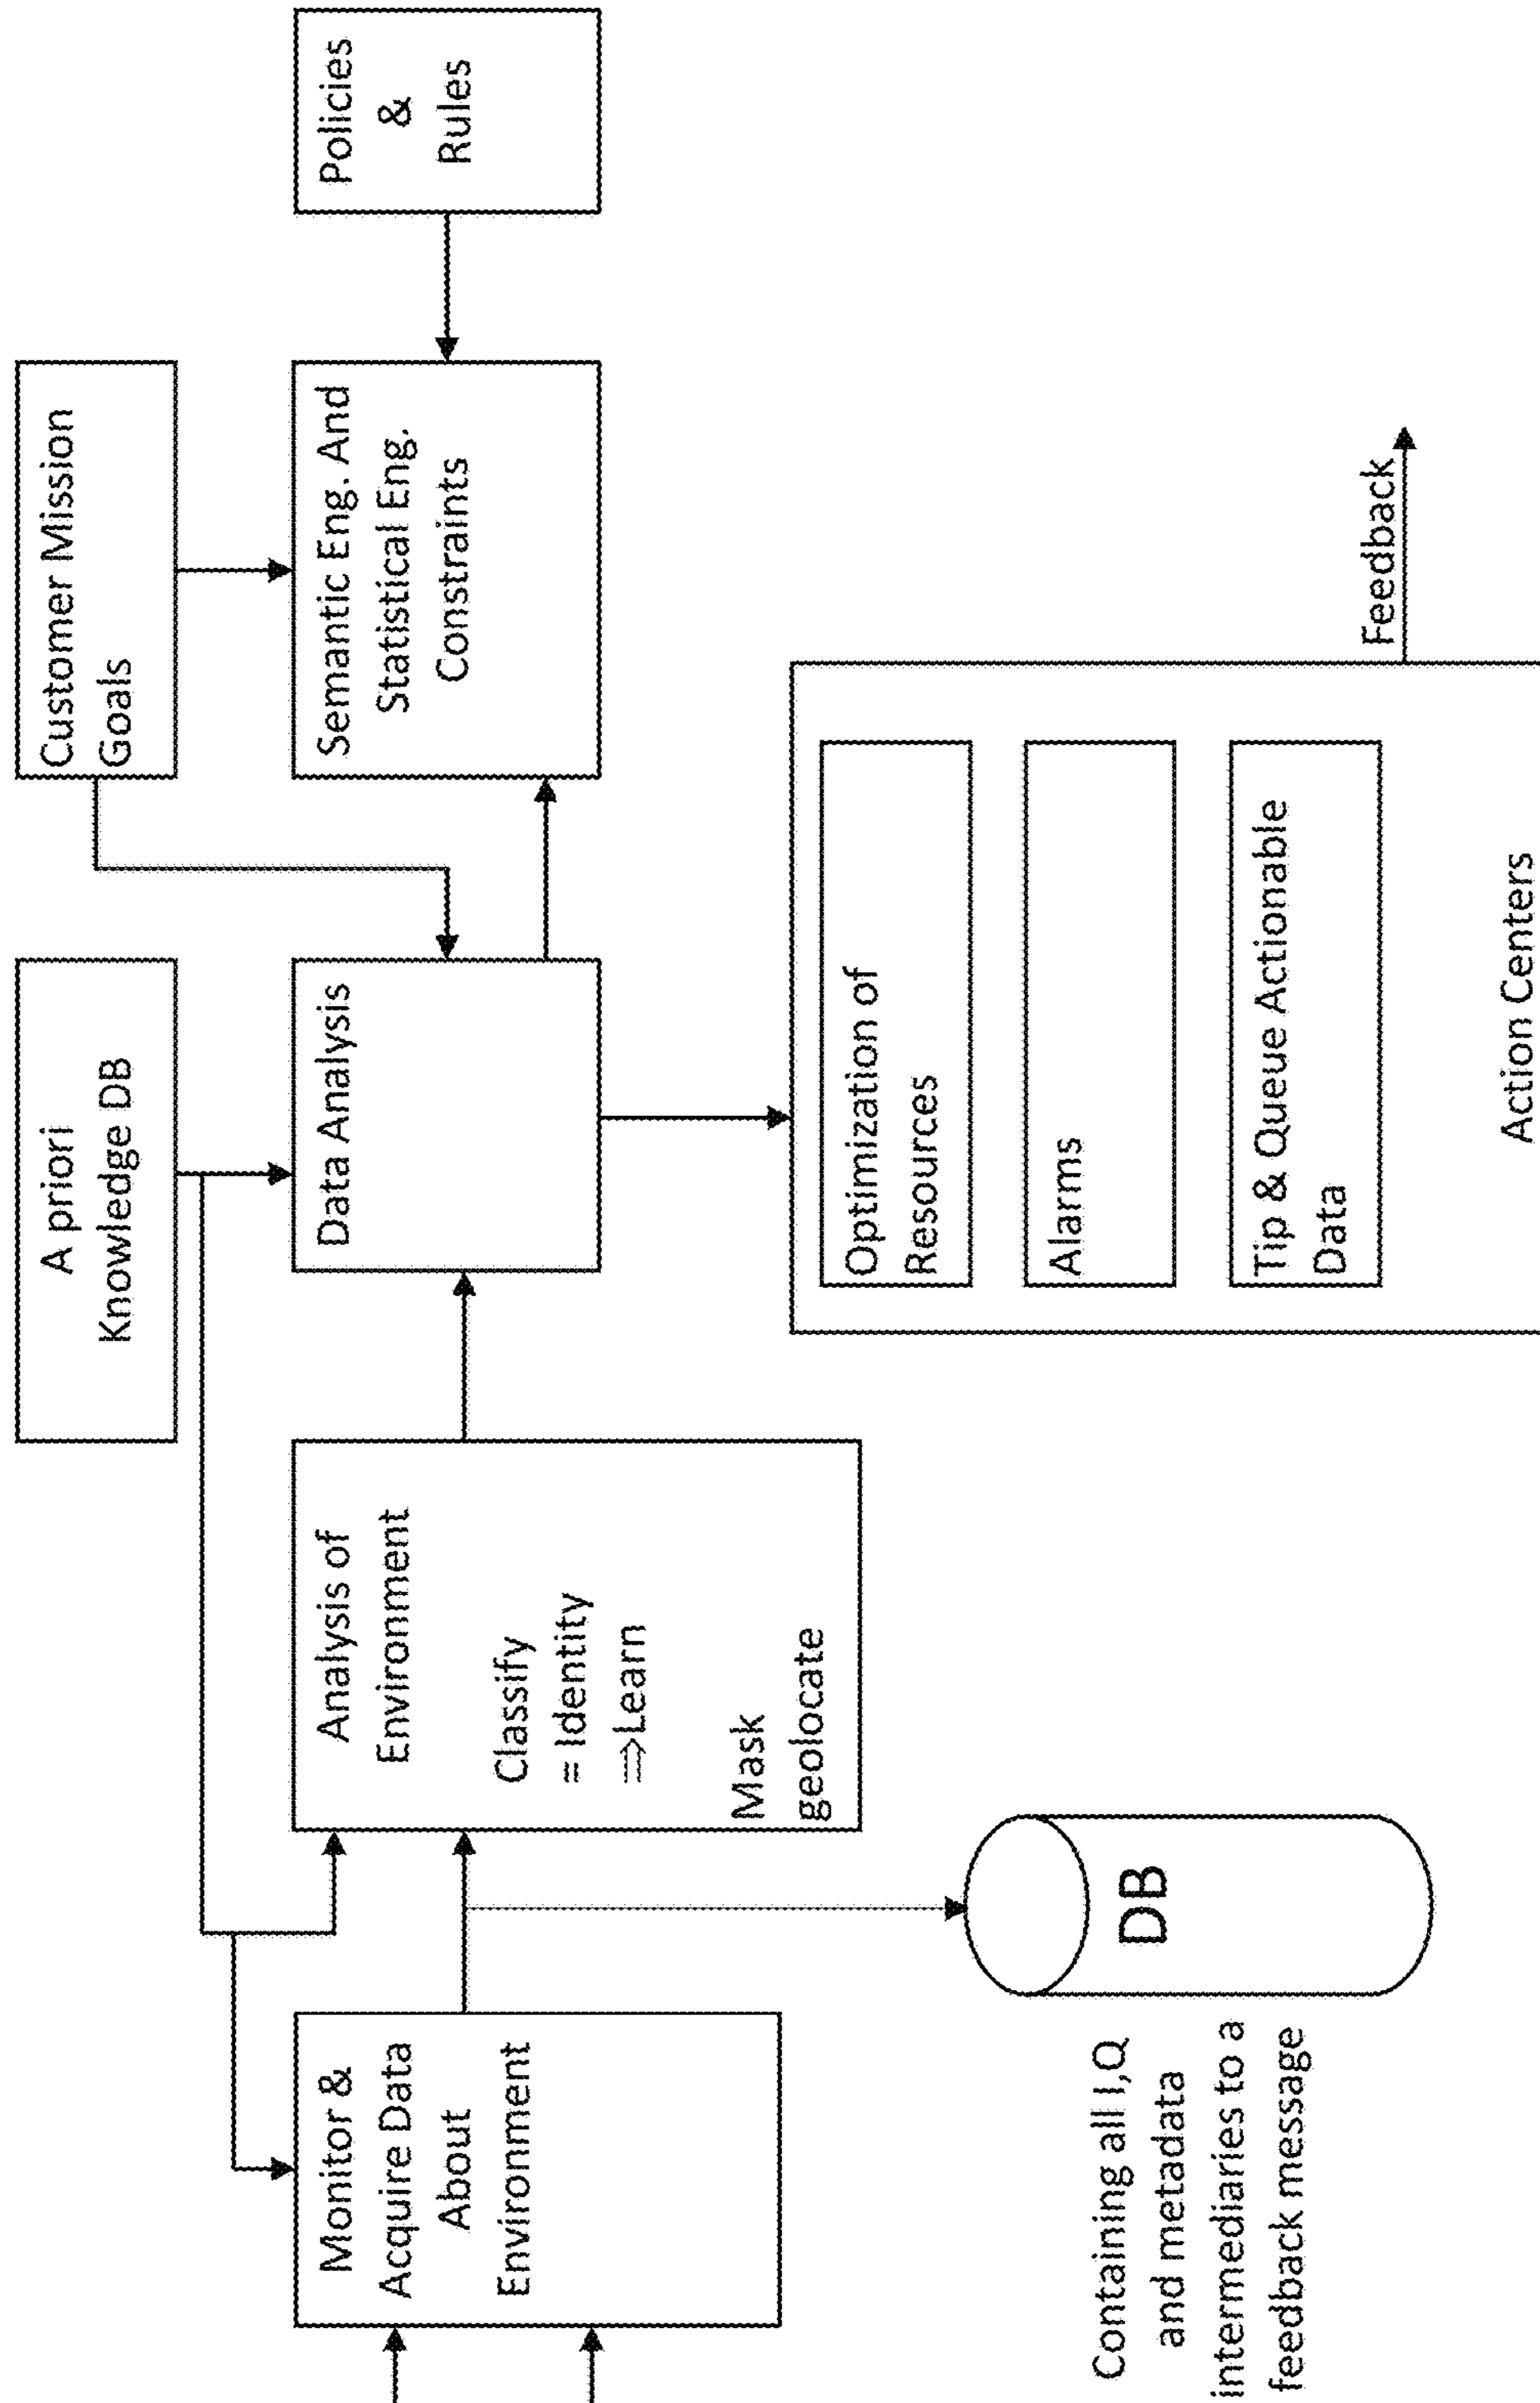 A priori
Knowledge DB
Customer Mission
Goals
Monitor &
Acquire Data
About
Environment
Analysis of
Environment
Classify
= Identity
⇒Learn
Mask
geolocate
Data Analysis
Semantic Eng. And
Statistical Eng.
Constraints
Policies
&
Rules
Containing all I,Q
and metadata
intermediaries to a
feedback message
DB
Optimization of
Resources
Alarms
Tip & Queue Actionable
Data
Action Centers
Feedback